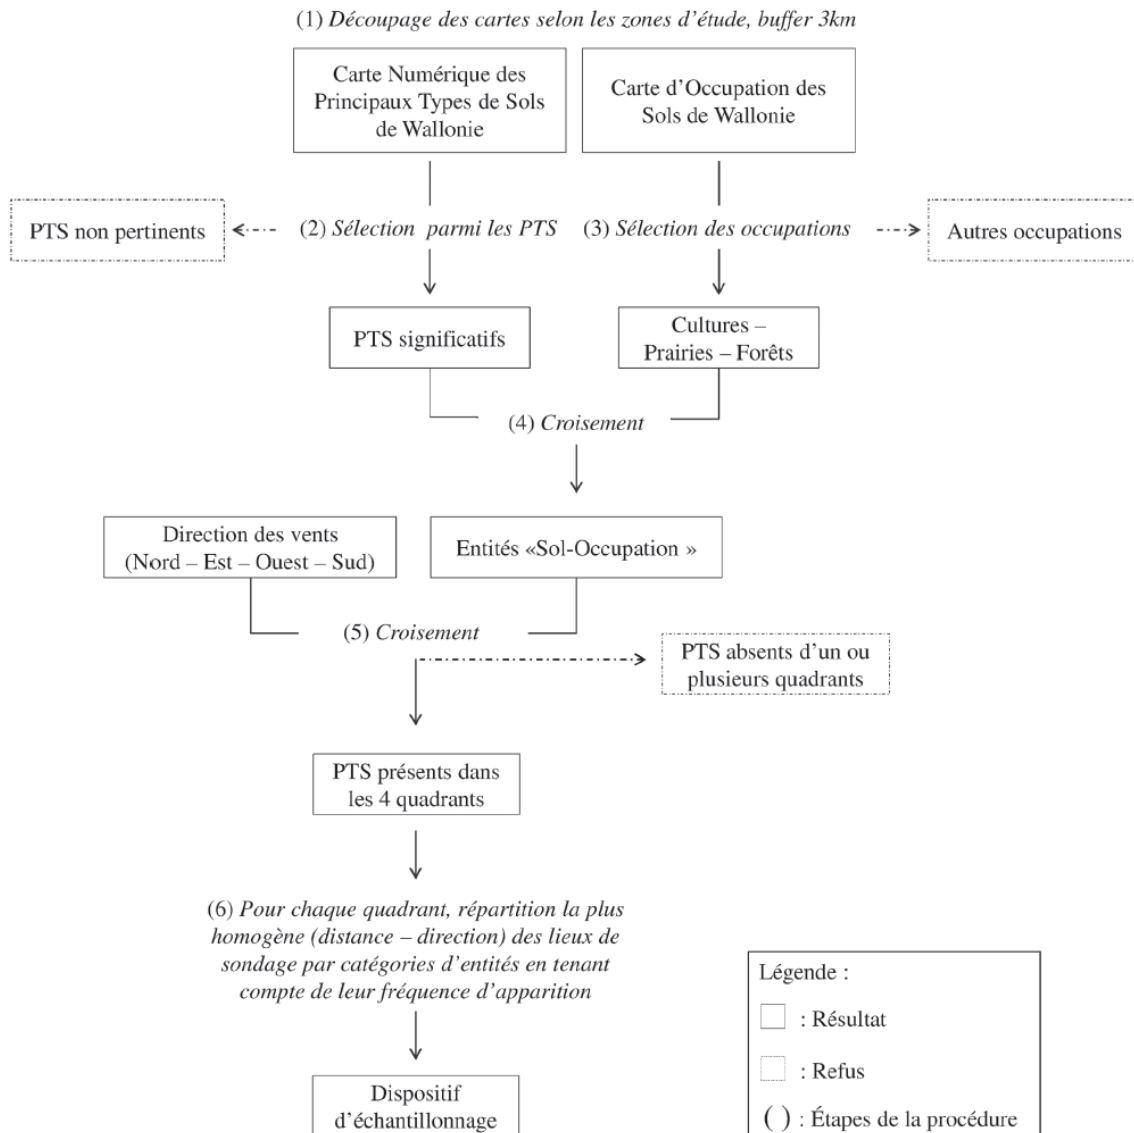 (1) Découpage des cartes selon les zones d'étude, buffer 3km
Carte Numérique des
Principaux Types de Sols
de Wallonie
Carte d'Occupation des
Sols de Wallonie
PTS non pertinents
(2) Sélection parmi les PTS
(3) Sélection des occupations
Autres occupations
PTS significatifs
Cultures –
Prairies – Forêts
(4) Croisement
Direction des vents
(Nord – Est – Ouest – Sud)
Entités «Sol-Occupation »
(5) Croisement
PTS absents d'un ou
plusieurs quadrants
PTS présents dans
les 4 quadrants
(6) Pour chaque quadrant, répartition la plus
homogène (distance – direction) des lieux de
sondage par catégories d'entités en tenant
compte de leur fréquence d'apparition
Dispositif
d'échantillonnage
Légende :
: Résultat
: Refus
( ) : Étapes de la procédure